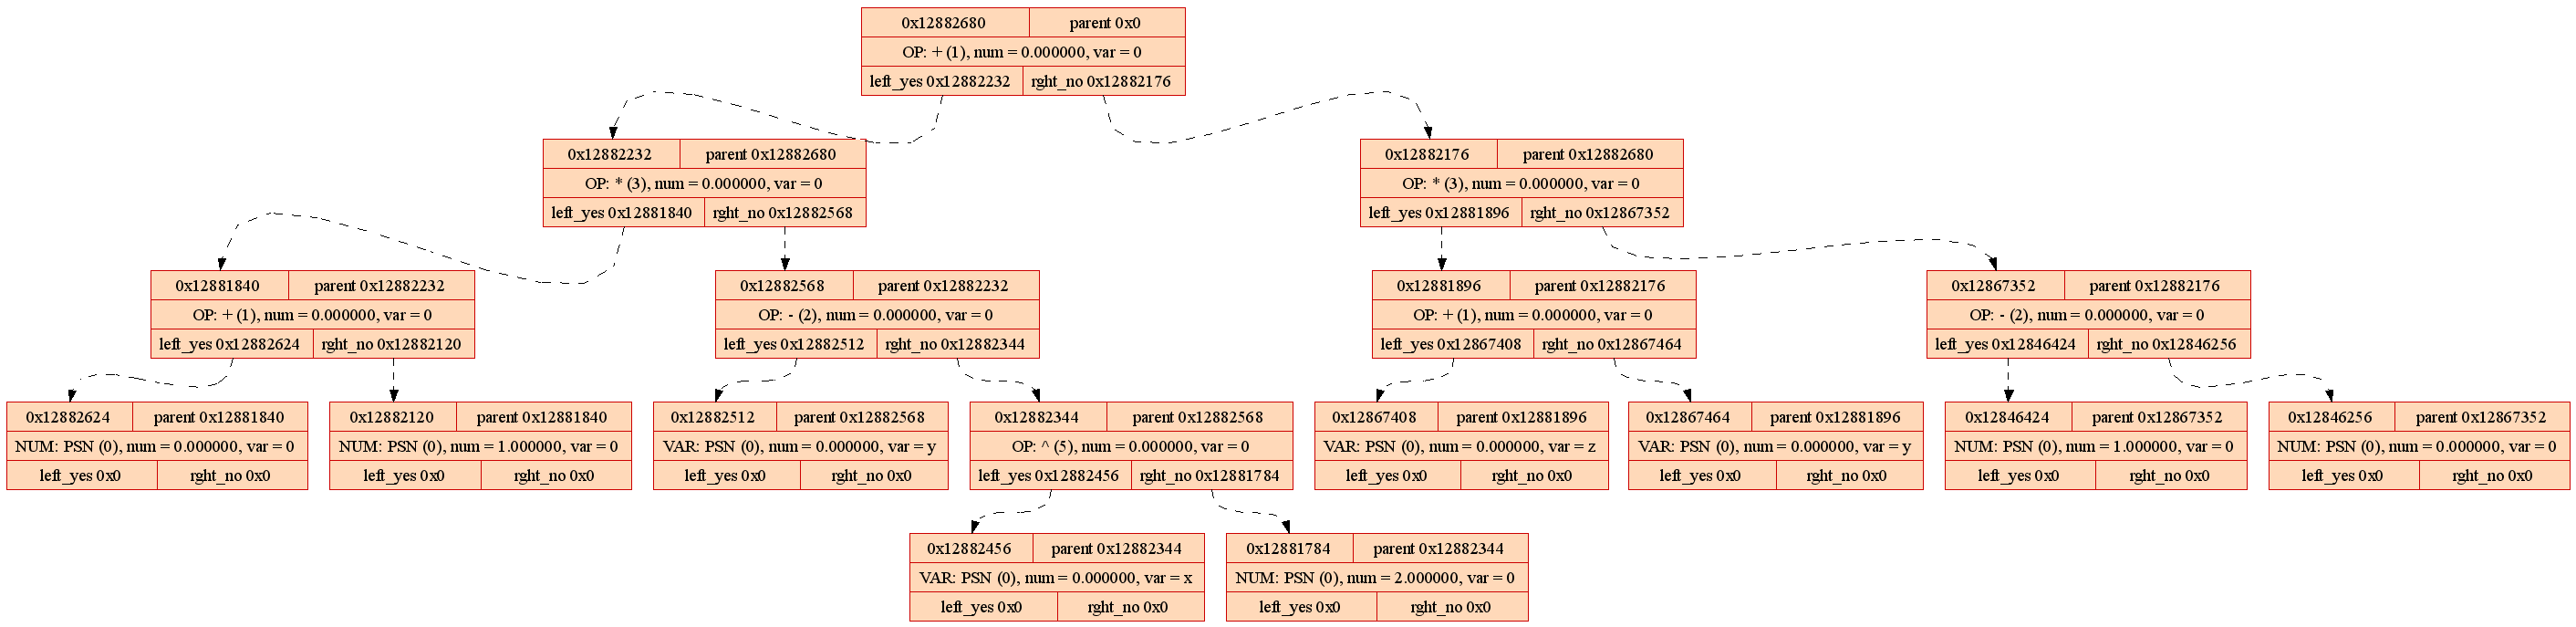 0x12882680 parent 0x0
OP: + (1), num = 0.000000, var = 0
left_yes 0x12882232 rght_no 0x12882176
0x12882232 parent 0x12882680
OP: * (3), num = 0.000000, var = 0
left_yes 0x12881840 rght_no 0x12882568
0x12882176 parent 0x12882680
OP: * (3), num = 0.000000, var = 0
left_yes 0x12881896 rght_no 0x12867352
0x12881840 parent 0x12882232
OP: + (1), num = 0.000000, var = 0
left_yes 0x12882624 rght_no 0x12882120
0x12882568 parent 0x12882232
OP: - (2), num = 0.000000, var = 0
left_yes 0x12882512 rght_no 0x12882344
0x12881896 parent 0x12882176
OP: + (1), num = 0.000000, var = 0
left_yes 0x12867408 rght_no 0x12867464
0x12867352 parent 0x12882176
OP: - (2), num = 0.000000, var = 0
left_yes 0x12846424 rght_no 0x12846256
0x12882624 parent 0x12881840
NUM: PSN (0), num = 0.000000, var = 0
left_yes 0x0 rght_no 0x0
0x12882120 parent 0x12881840
NUM: PSN (0), num = 1.000000, var = 0
left_yes 0x0 rght_no 0x0
0x12882512 parent 0x12882568
VAR: PSN (0), num = 0.000000, var = y
left_yes 0x0 rght_no 0x0
0x12882344 parent 0x12882568
OP: ^ (5), num = 0.000000, var = 0
left_yes 0x12882456 rght_no 0x12881784
0x12867408 parent 0x12881896
VAR: PSN (0), num = 0.000000, var = z
left_yes 0x0 rght_no 0x0
0x12867464 parent 0x12881896
VAR: PSN (0), num = 0.000000, var = y
left_yes 0x0 rght_no 0x0
0x12846424 parent 0x12867352
NUM: PSN (0), num = 1.000000, var = 0
left_yes 0x0 rght_no 0x0
0x12846256 parent 0x12867352
NUM: PSN (0), num = 0.000000, var = 0
left_yes 0x0 rght_no 0x0
0x12882456 parent 0x12882344
VAR: PSN (0), num = 0.000000, var = x
left_yes 0x0 rght_no 0x0
0x12881784 parent 0x12882344
NUM: PSN (0), num = 2.000000, var = 0
left_yes 0x0 rght_no 0x0